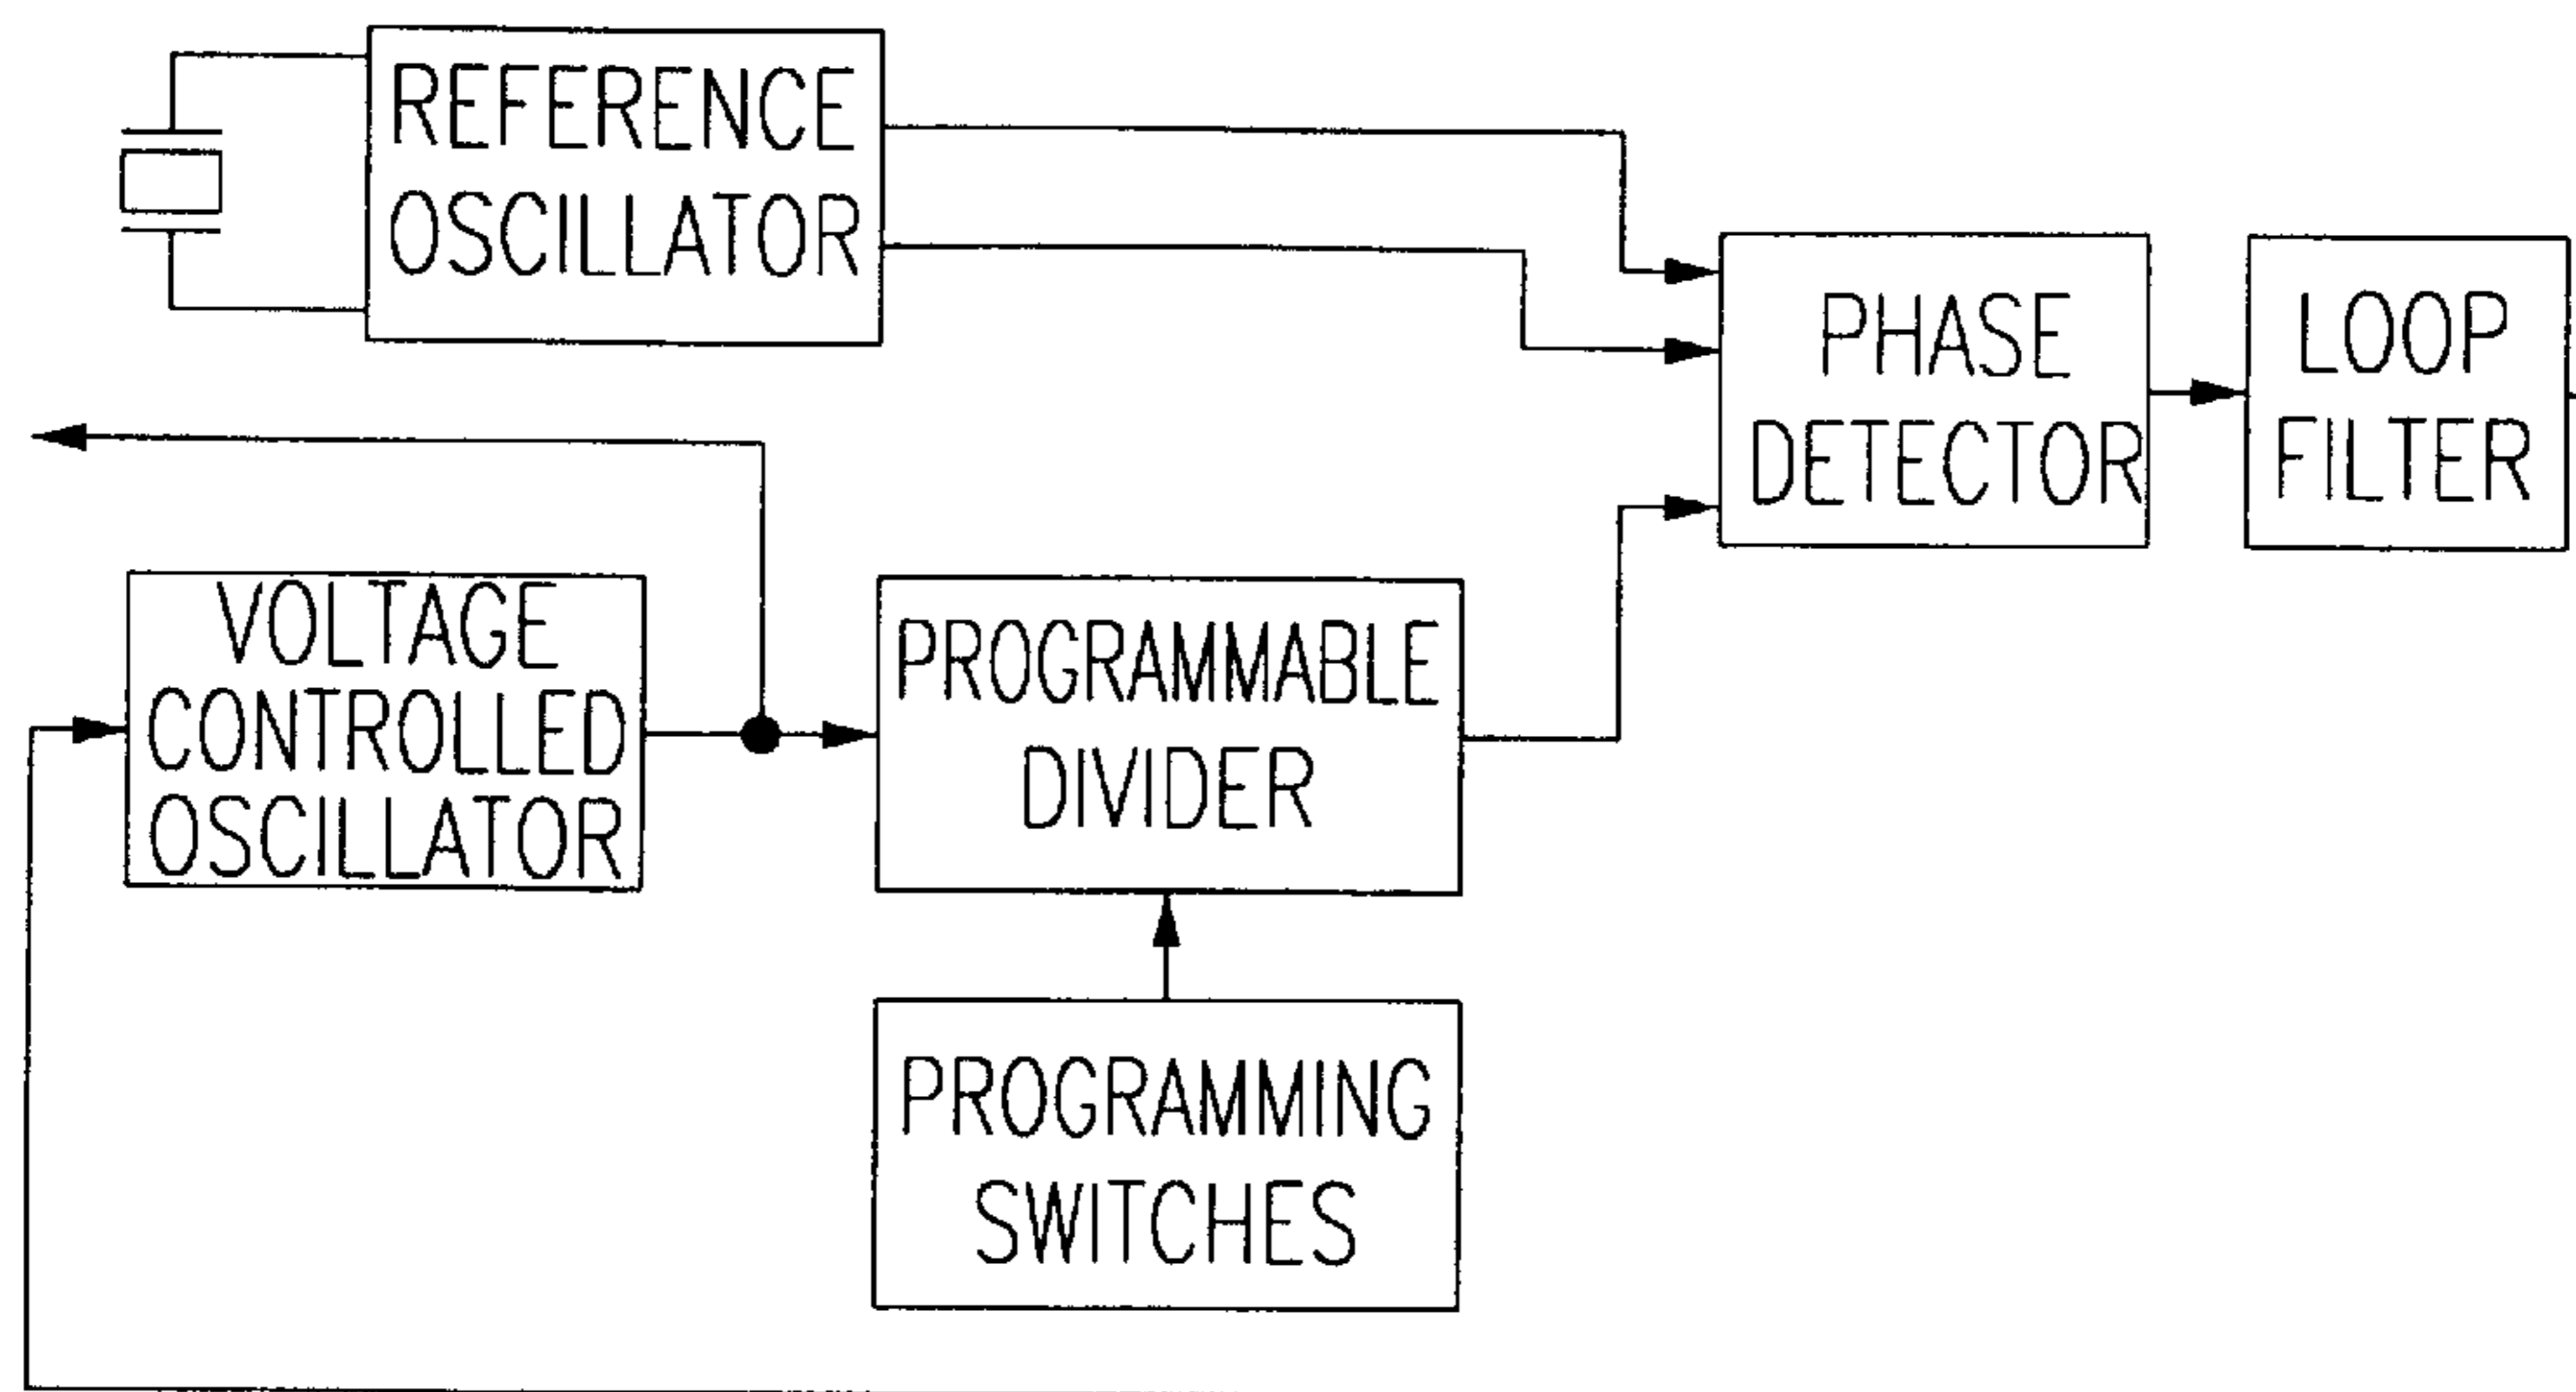 REFERENCE
OSCILLATOR
PHASE
DETECTOR
LOOP
FILTER
VOLTAGE
CONTROLLED
OSCILLATOR
PROGRAMMABLE
DIVIDER
PROGRAMMING
SWITCHES